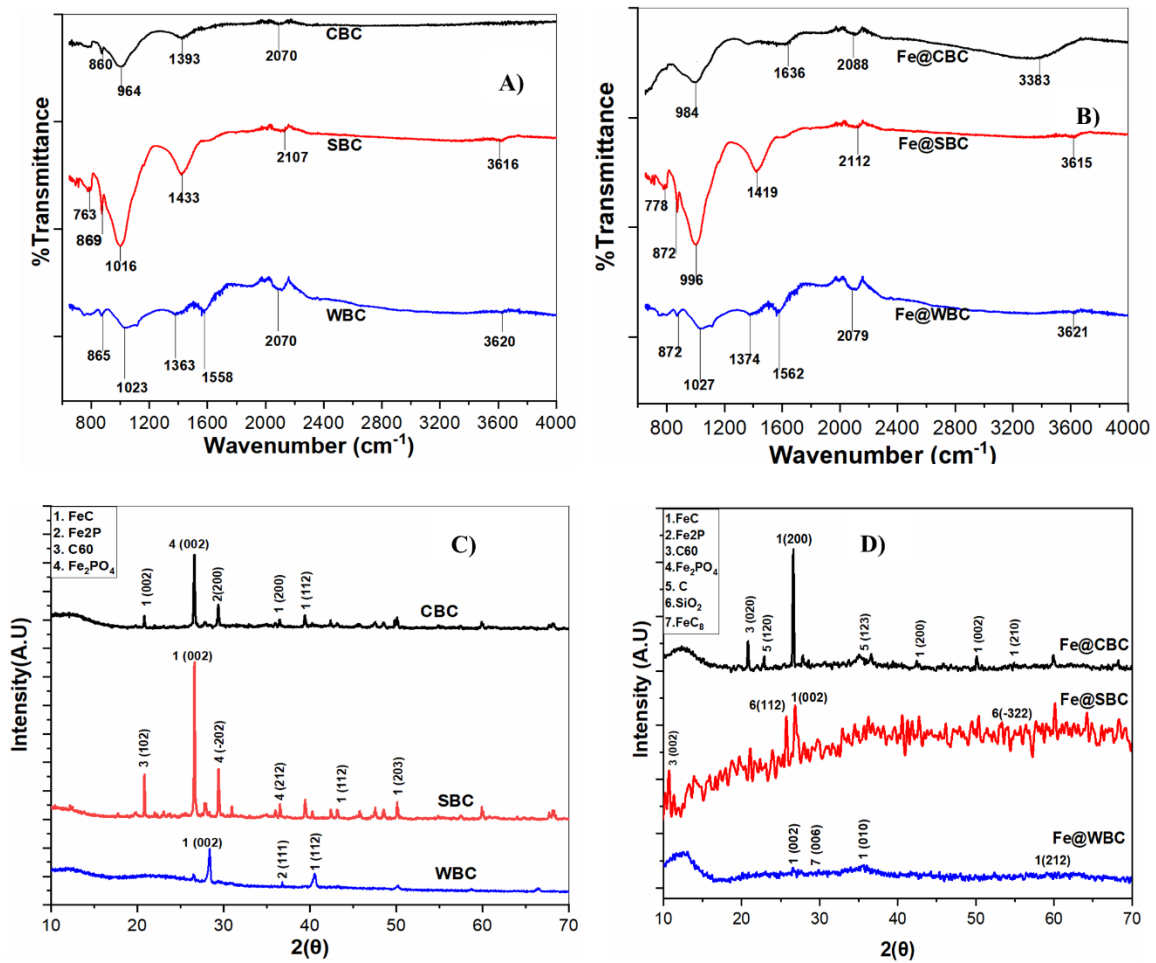 A)
%Transmittance
CBC
860
964
1393
2070
SBC
763
869
1016
1433
2107
3616
WBC
865
1023
1363
1558
2070
3620
800 1200 1600 2000 2400 2800 3200 3600 4000
Wavenumber (cm⁻¹)
B)
%Transmittance
Fe@CBC
984
1636
2088
3383
Fe@SBC
778
872
996
1419
2112
3615
Fe@WBC
872
1027
1374
1562
2079
3621
800 1200 1600 2000 2400 2800 3200 3600 4000
Wavenumber (cm⁻¹)
C)
1. FeC
2. Fe2P
3. C60
4. Fe₂PO₄
Intensity(A.U)
1 (002)
4 (002)
2(200)
1 (200)
1 (112)
CBC
3 (102)
1 (002)
4 (-202)
4 (212)
1 (112)
1 (203)
SBC
1 (002)
2 (111)
1 (112)
WBC
10 20 30 40 50 60 70
2(θ)
D)
1.FeC
2.Fe2P
3.C60
4.Fe₂PO₄
5. C
6.SiO₂
7.FeC₈
Intensity (A.U)
3 (020)
5 (120)
1(200)
5 (123)
1 (200)
1 (002)
1 (210)
Fe@CBC
3 (002)
6(112)
1(002)
6(-322)
Fe@SBC
1 (002)
7 (006)
1 (010)
1(212)
Fe@WBC
10 20 30 40 50 60 70
2(θ)